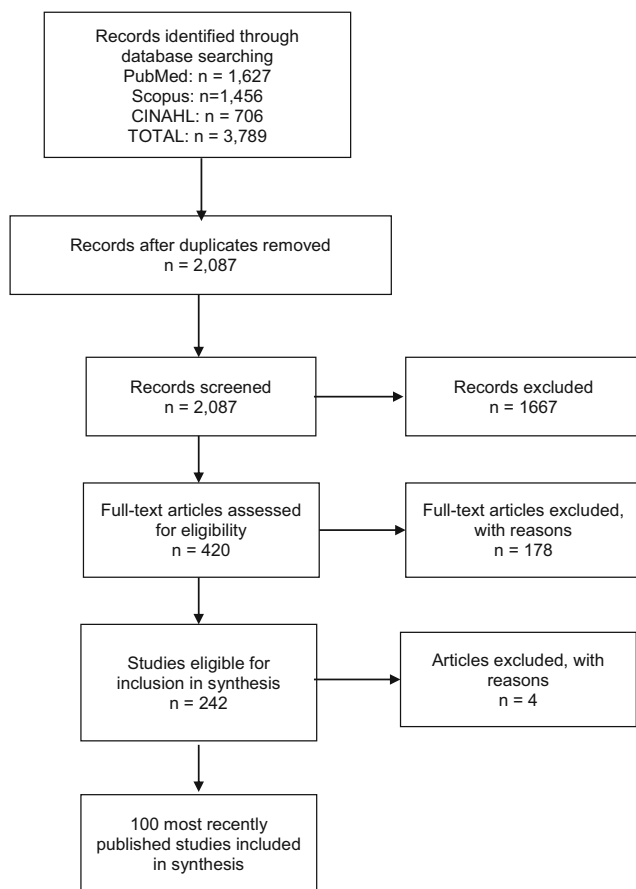 Records identified through
database searching
PubMed: n = 1,627
Scopus: n=1,456
CINAHL: n = 706
TOTAL: n = 3,789
Records after duplicates removed
n = 2,087
Records screened
n = 2,087
Records excluded
n = 1667
Full-text articles assessed
for eligibility
n = 420
Full-text articles excluded,
with reasons
n = 178
Studies eligible for
inclusion in synthesis
n = 242
Articles excluded, with
reasons
n = 4
100 most recently
published studies included
in synthesis